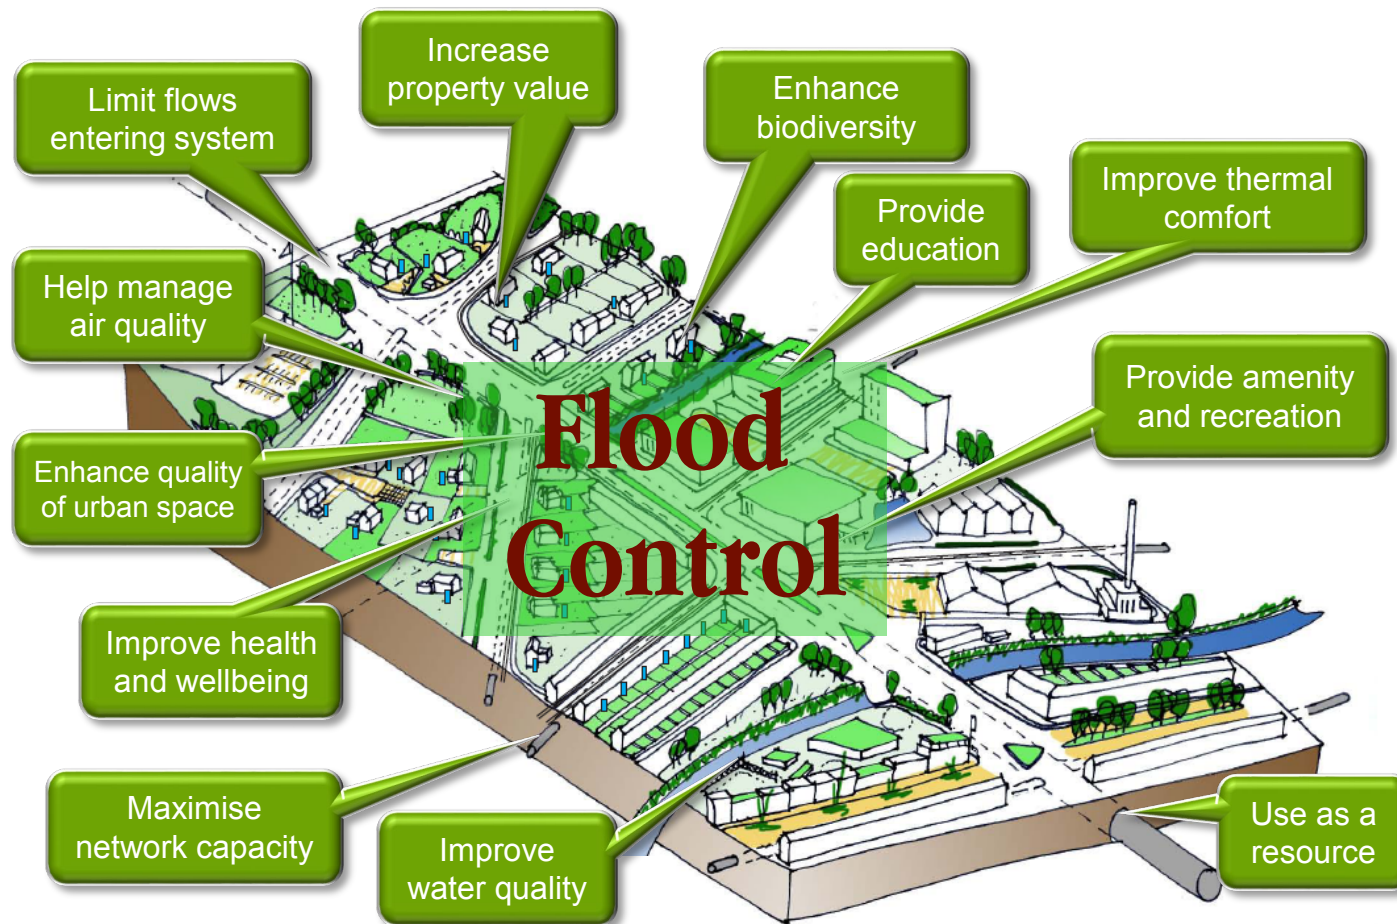 Increase
property value
Limit flows
entering system
Enhance
biodiversity
Improve thermal
comfort
Provide
education
Help manage
air quality
Provide amenity
and recreation
Flood
Control
Enhance quality
of urban space
Improve health
and wellbeing
Maximise
network capacity
Improve
water quality
Use as a
resource